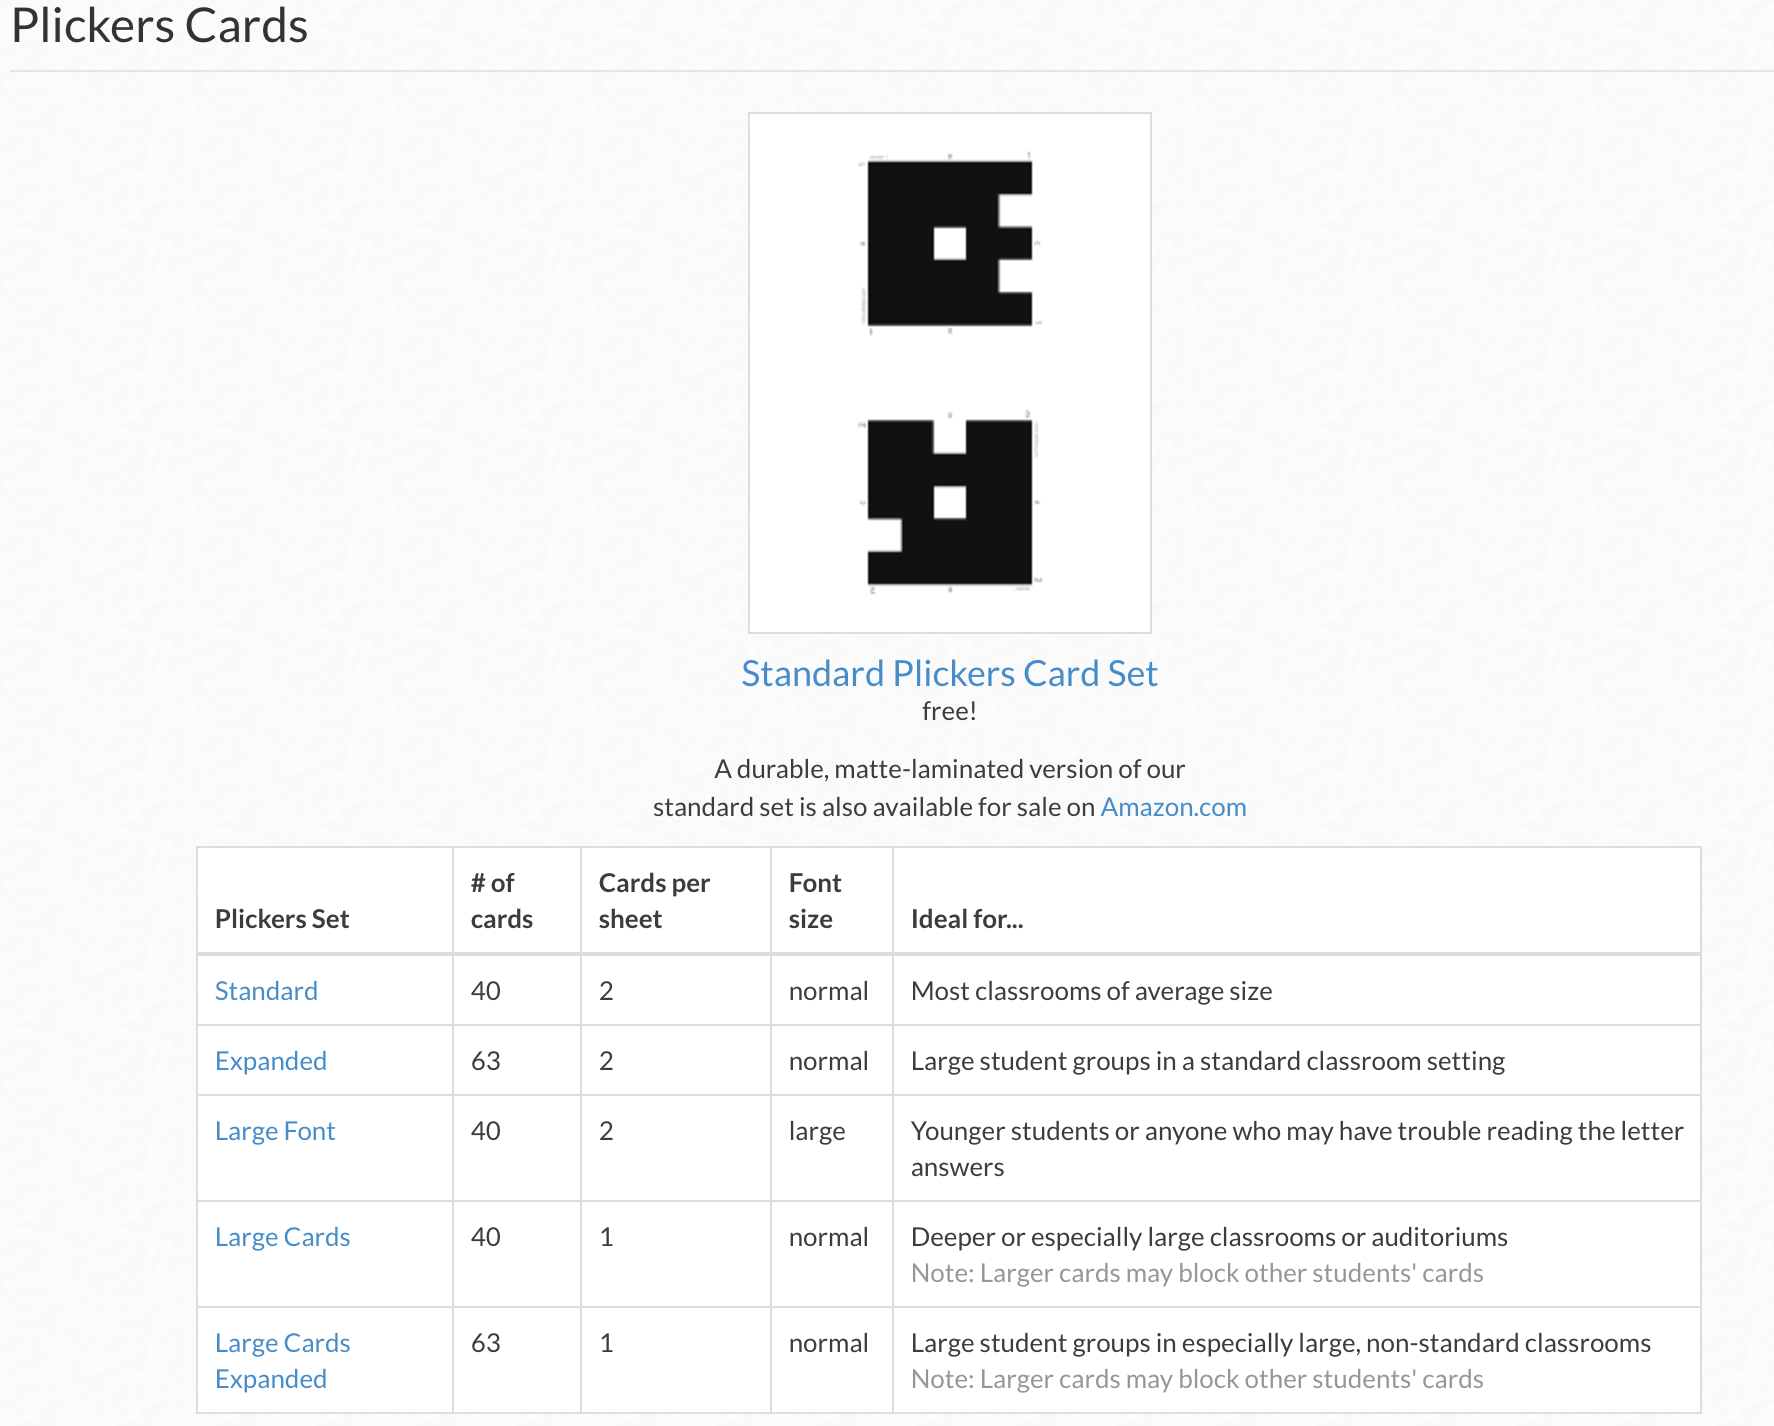 Plickers Cards
Standard Plickers Card Set
free!
A durable, matte-laminated version of our
standard set is also available for sale on Amazon.com
Plickers Set
# of
cards
Cards per
sheet
Font
size
Ideal for...
Standard
40
2
normal
Most classrooms of average size
Expanded
63
2
normal
Large student groups in a standard classroom setting
Large Font
40
2
large
Younger students or anyone who may have trouble reading the letter
answers
Large Cards
40
1
normal
Deeper or especially large classrooms or auditoriums
Note: Larger cards may block other students' cards
Large Cards
Expanded
63
1
normal
Large student groups in especially large, non-standard classrooms
Note: Larger cards may block other students' cards